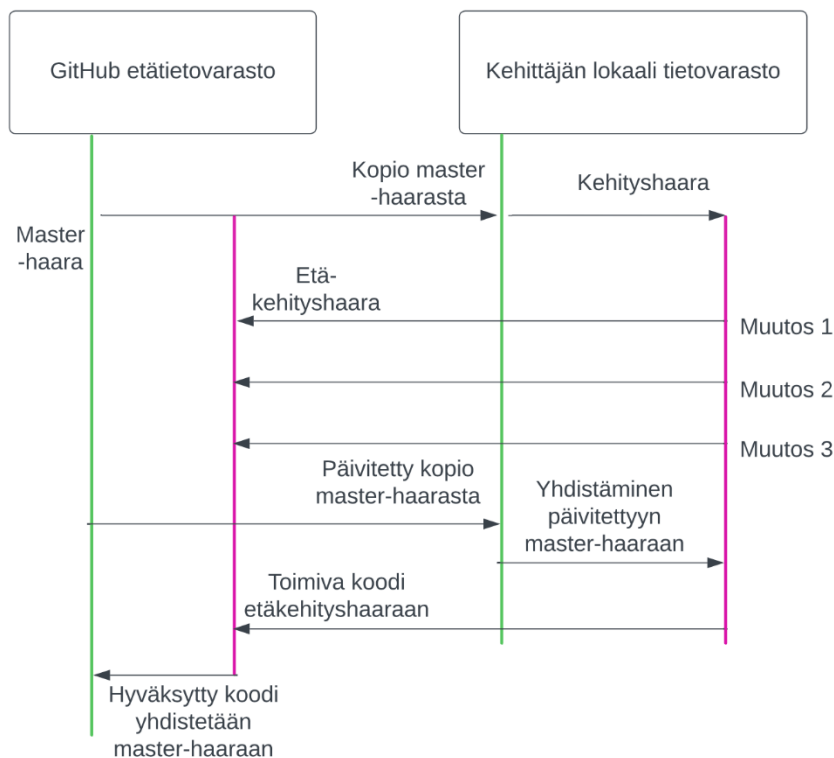 GitHub etätietovarasto
Kehittäjän lokaali tietovarasto
Kopio master
-haarasta
Kehityshaara
Master
-haara
Etä-
kehityshaara
Muutos 1
Muutos 2
Muutos 3
Päivitetty kopio
master-haarasta
Yhdistäminen
päivitettyyn
master-haaraan
Toimiva koodi
etäkehityshaaraan
Hyväksytty koodi
yhdistetään
master-haaraan